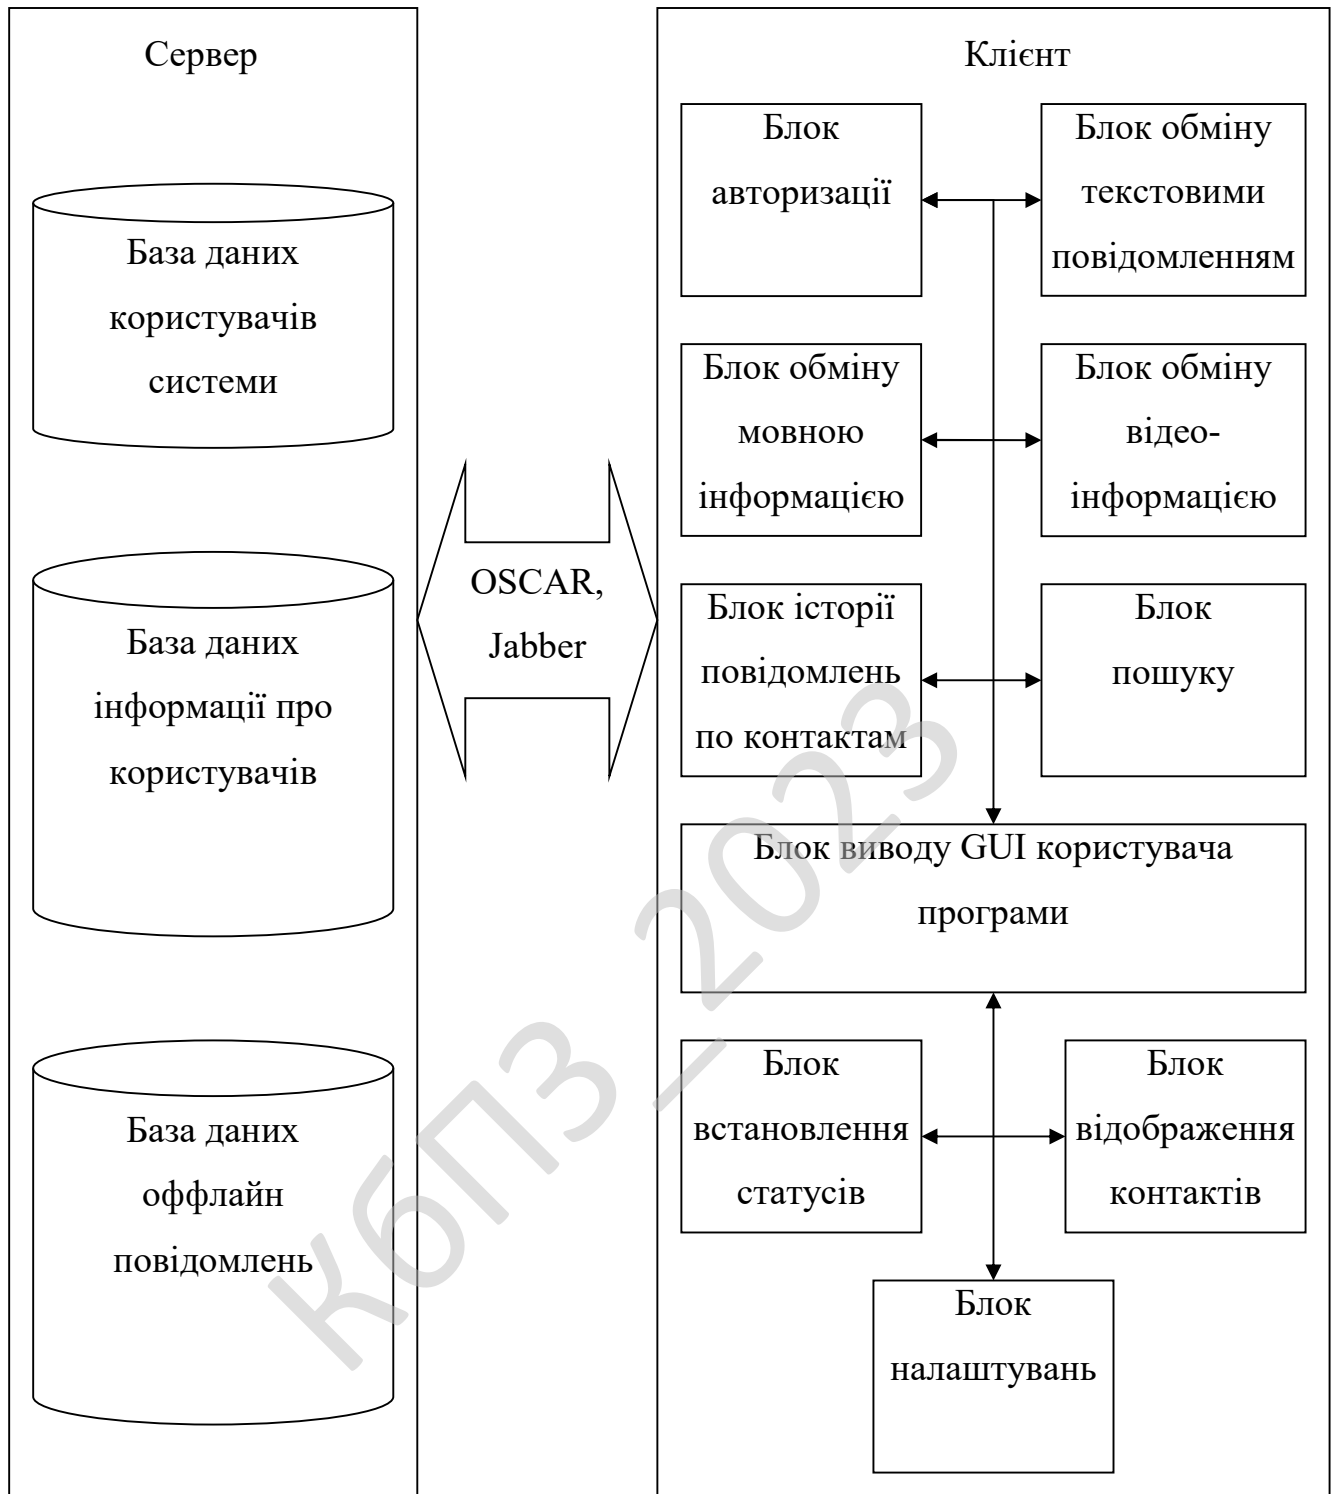 Сервер
База даних
користувачів
системи
База даних
інформації про
користувачів
База даних
оффлайн
повідомлень
OSCAR,
Jabber
Клієнт
Блок
авторизації
Блок обміну
текстовими
повідомленням
Блок обміну
мовною
інформацією
Блок обміну
відео-
інформацією
Блок історії
повідомлень
по контактам
Блок
пошуку
Блок виводу GUI користувача
програми
Блок
встановлення
статусів
Блок
відображення
контактів
Блок
налаштувань
КбПЗ_2023